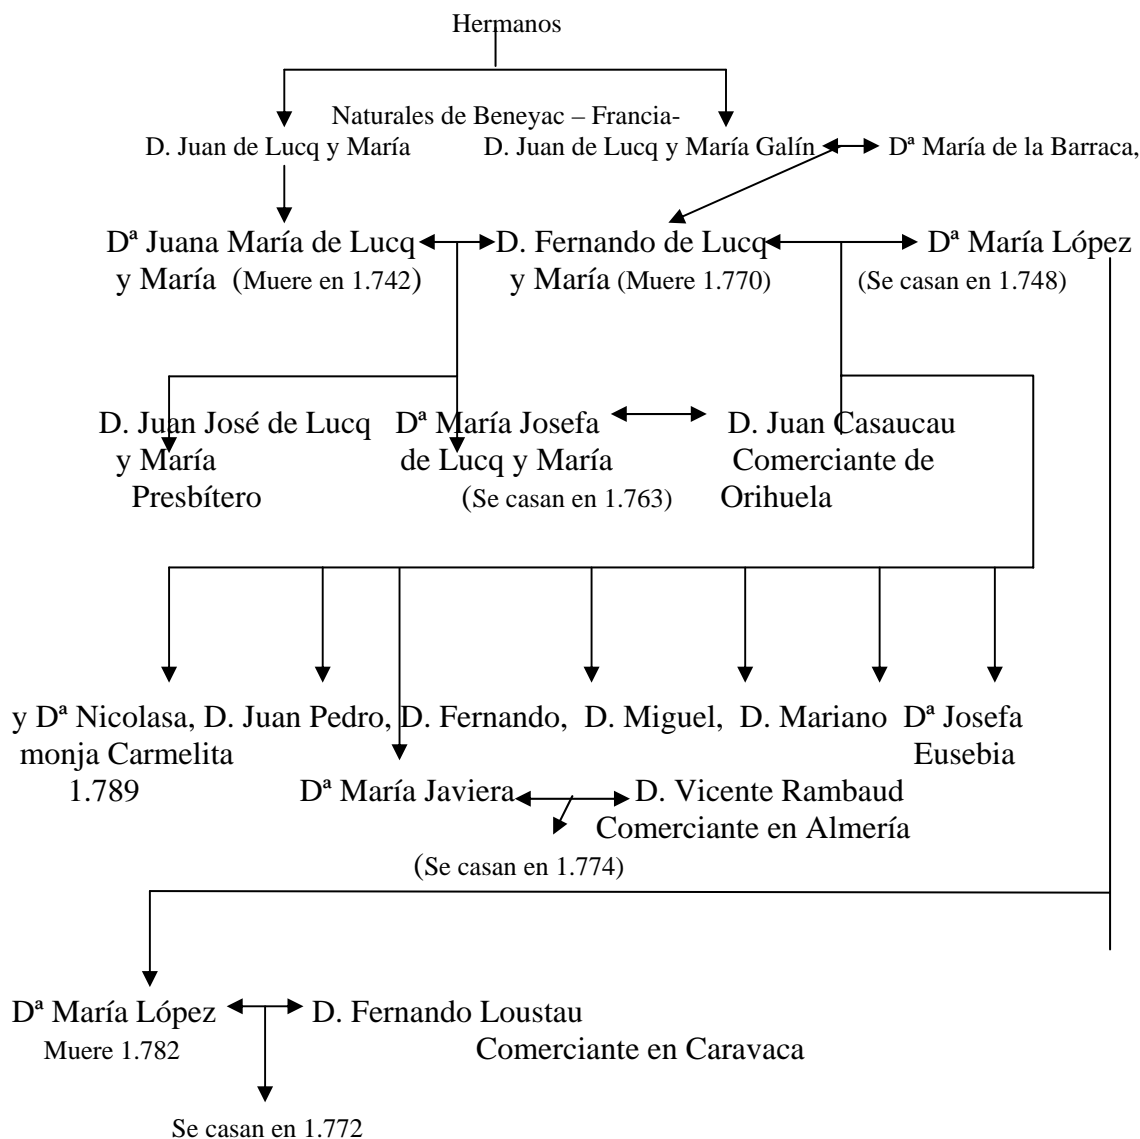 Hermanos
Naturales de Beneyac – Francia-
D. Juan de Lucq y María D. Juan de Lucq y María Galín Dª María de la Barraca,
Dª Juana María de Lucq D. Fernando de Lucq Dª María López
y María (Muere en 1.742) y María (Muere 1.770) (Se casan en 1.748)
D. Juan José de Lucq Dª María Josefa D. Juan Casaucau
y María de Lucq y María Comerciante de
Presbítero (Se casan en 1.763) Orihuela
y Dª Nicolasa, D. Juan Pedro, D. Fernando, D. Miguel, D. Mariano Dª Josefa
monja Carmelita Eusebia
1.789 Dª María Javiera D. Vicente Rambaud
Comerciante en Almería
(Se casan en 1.774)
Dª María López D. Fernando Loustau
Muere 1.782 Comerciante en Caravaca
Se casan en 1.772